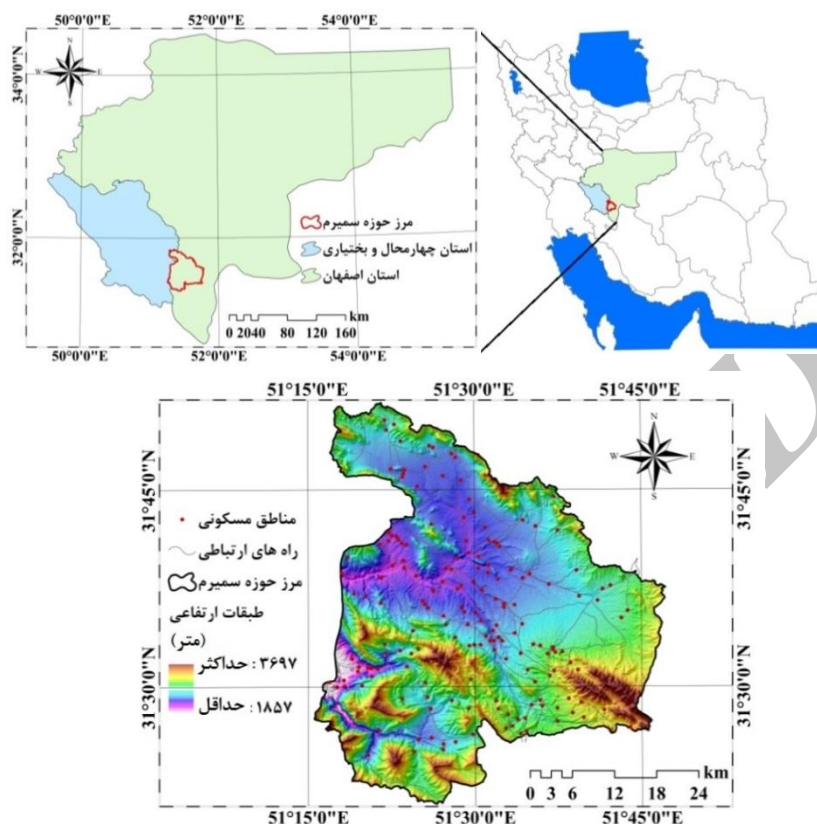 50°0'0"E 52°0'0"E 54°0'0"E
34°0'0"N
32°0'0"N
N
W E
S
مرز حوزه سمیرم
استان چهارمحال و بختیاری
استان اصفهان
km
0 20 40 80 120 160
50°0'0"E 52°0'0"E 54°0'0"E
51°15'0"E 51°30'0"E 51°45'0"E
N
W E
S
31°45'0"N 31°45'0"N
مناطق مسکونی
راه های ارتباطی
مرز حوزه سمیرم
طبقات ارتفاعی
(متر)
حداکثر : ۳۶۹۷
حداقل : ۱۸۵۷
31°30'0"N 31°30'0"N
km
0 3 6 12 18 24
51°15'0"E 51°30'0"E 51°45'0"E